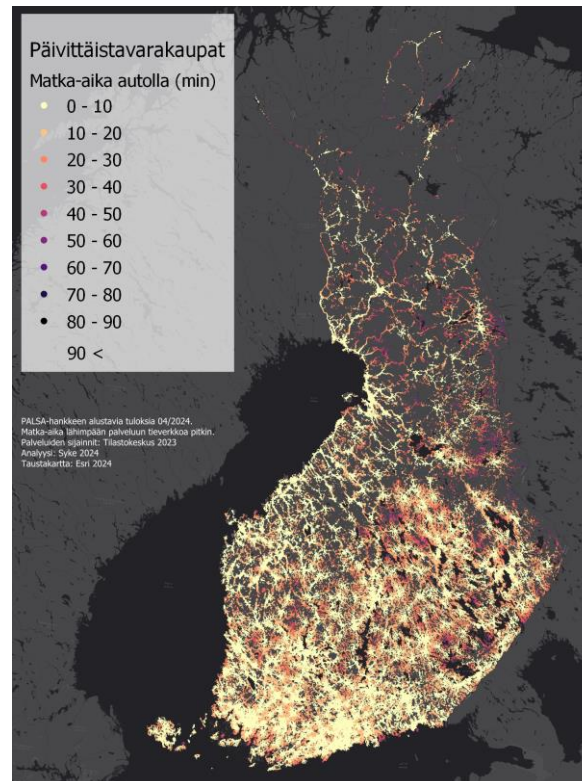 Päivittäistavarakaupat
Matka-aika autolla (min)
0 - 10
10 - 20
20 - 30
30 - 40
40 - 50
50 - 60
60 - 70
70 - 80
80 - 90
90 <
PALSA-hankkeen alustavia tuloksia 04/2024.
Matka-aika lähimpään palveluun tieverkkoa pitkin.
Palveluiden sijainnit: Tilastokeskus 2023
Analyysi: Syke 2024
Taustakartta: Esri 2024